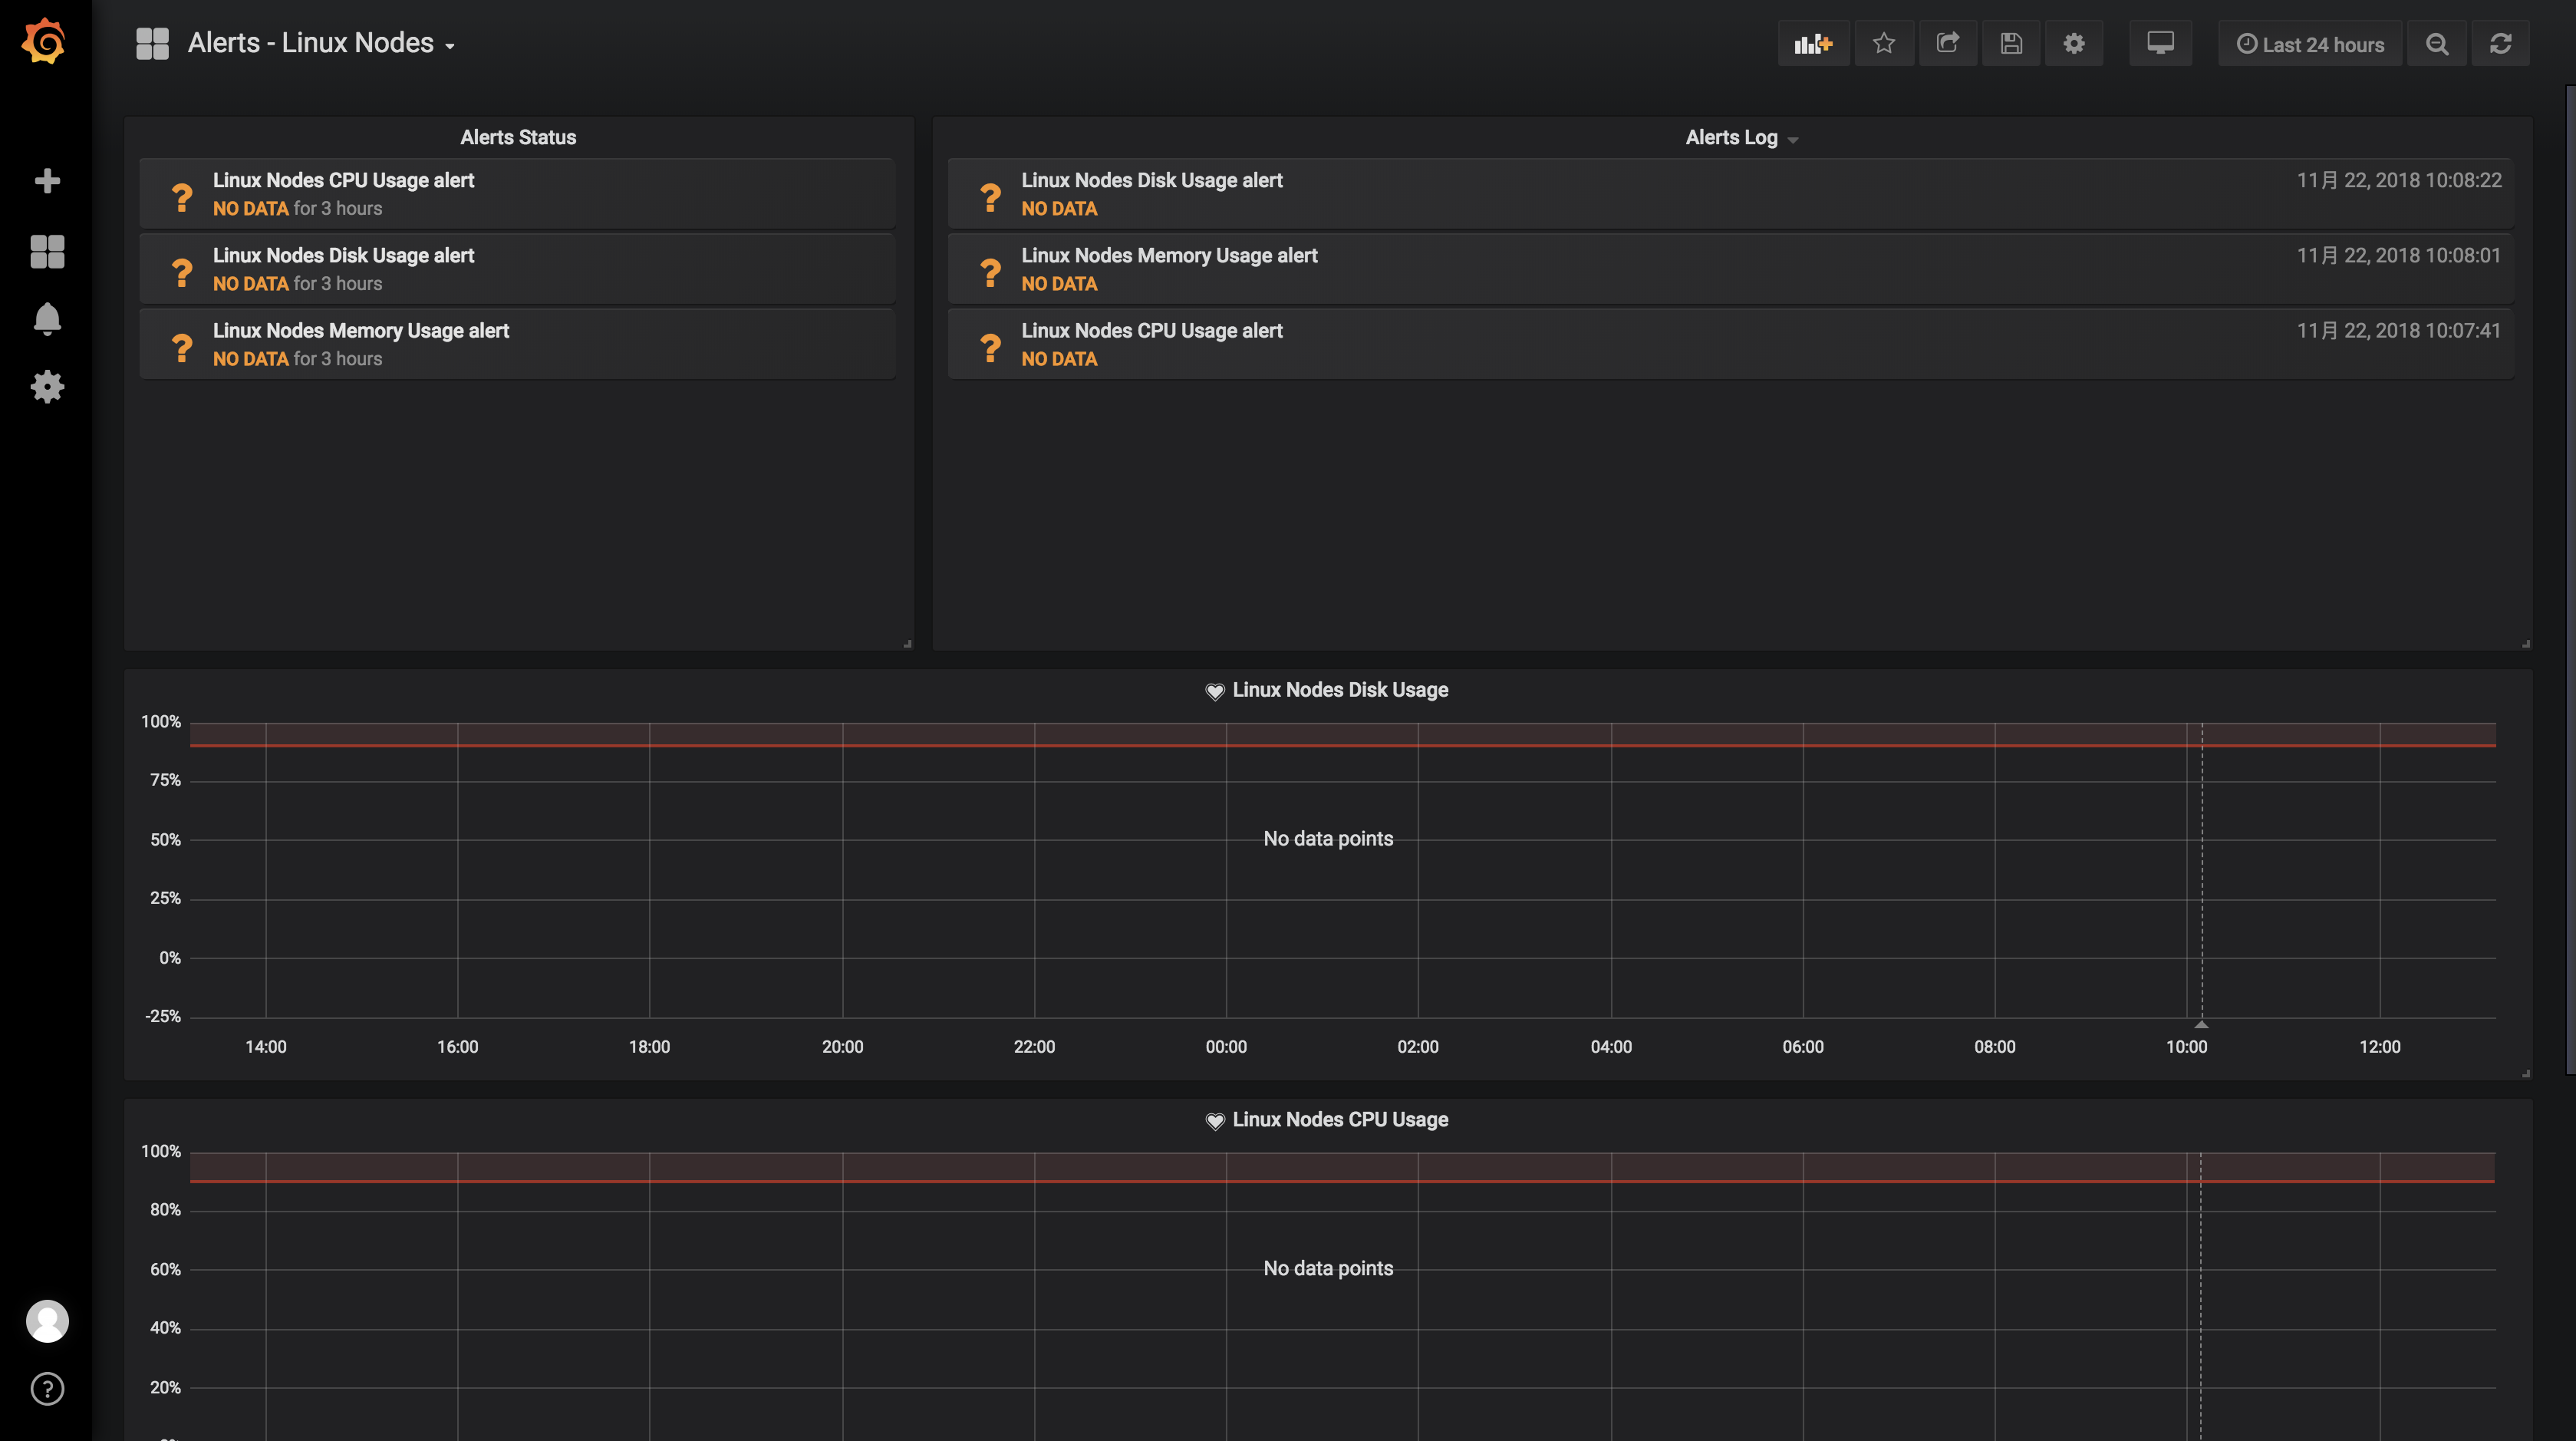 Alerts - Linux Nodes
Last 24 hours
Alerts Status
Linux Nodes CPU Usage alert
NO DATA for 3 hours
Linux Nodes Disk Usage alert
NO DATA for 3 hours
Linux Nodes Memory Usage alert
NO DATA for 3 hours
Alerts Log
Linux Nodes Disk Usage alert
11月 22, 2018 10:08:22
NO DATA
Linux Nodes Memory Usage alert
11月 22, 2018 10:08:01
NO DATA
Linux Nodes CPU Usage alert
11月 22, 2018 10:07:41
NO DATA
Linux Nodes Disk Usage
100%
75%
50%
25%
0%
-25%
No data points
14:00 16:00 18:00 20:00 22:00 00:00 02:00 04:00 06:00 08:00 10:00 12:00
Linux Nodes CPU Usage
100%
80%
60%
40%
20%
No data points